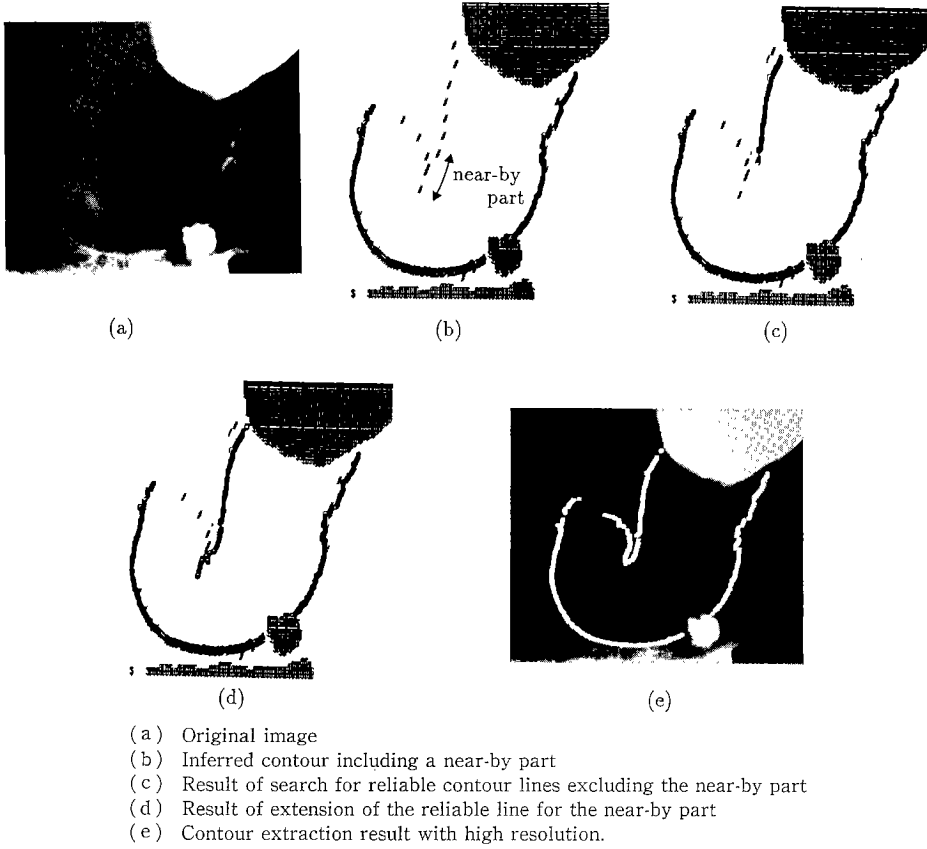 near-by
part
(a)
(b)
(c)
(d)
(e)
(a) Original image
(b) Inferred contour including a near-by part
(c) Result of search for reliable contour lines excluding the near-by part
(d) Result of extension of the reliable line for the near-by part
(e) Contour extraction result with high resolution.